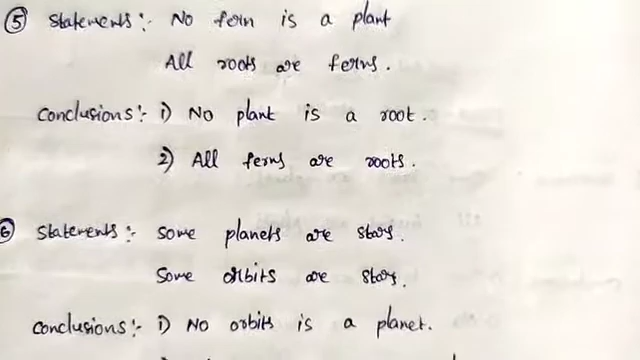 5 Statements:- No fern is a plant
All roots are ferns.
Conclusions:- 1) No plant is a root.
2) All ferns are roots.
6 Statements:- Some planets are stars.
Some orbits are stars.
Conclusions:- 1) No orbits is a planet.